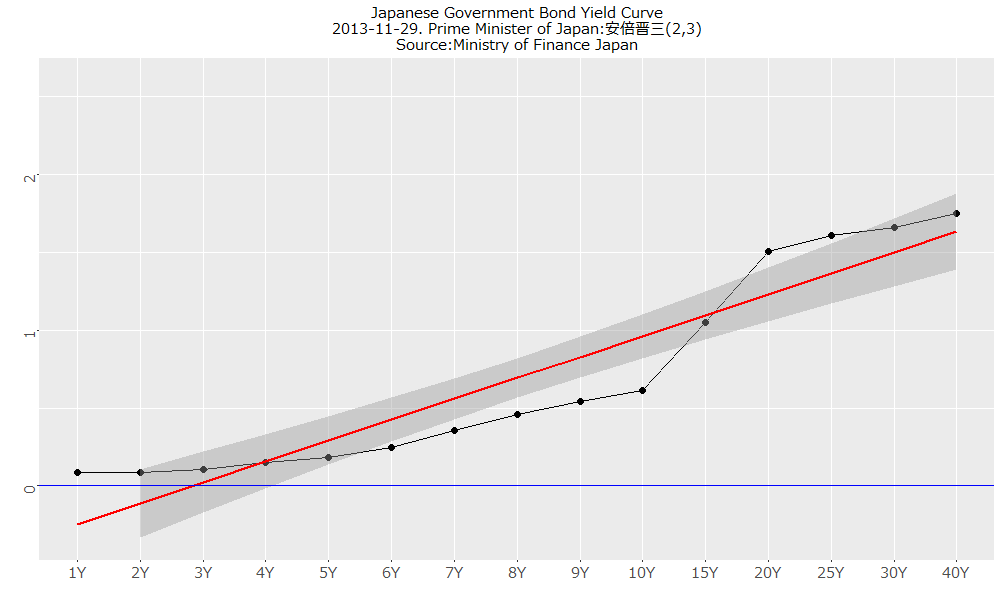 Japanese Government Bond Yield Curve
2013-11-29. Prime Minister of Japan:安倍晋三(2,3)
Source:Ministry of Finance Japan
2
1
0
1Y 2Y 3Y 4Y 5Y 6Y 7Y 8Y 9Y 10Y 15Y 20Y 25Y 30Y 40Y